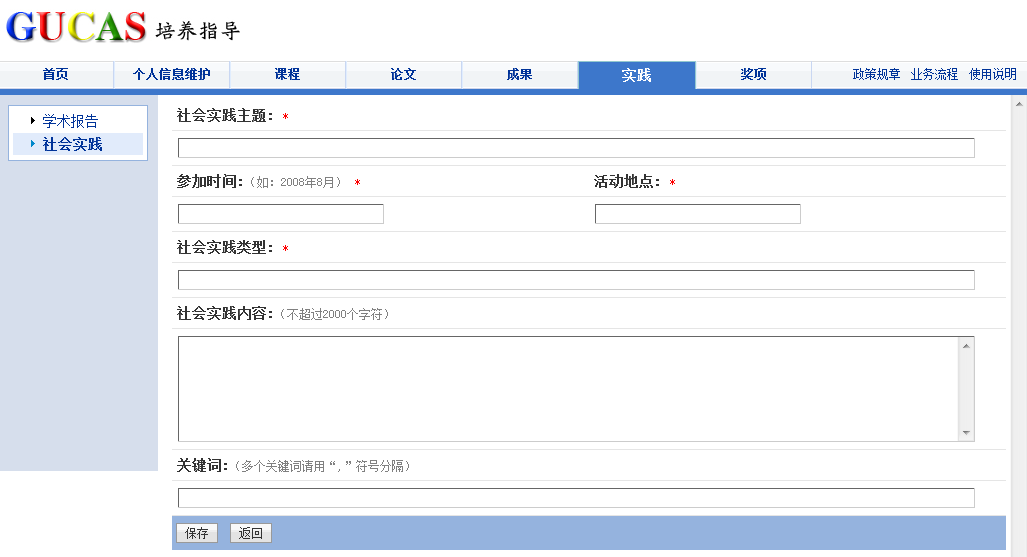 GUCAS 培养指导
首页 个人信息维护 课程 论文 成果 实践 奖项 政策规章 业务流程 使用说明
学术报告
社会实践
社会实践主题：*
参加时间：（如：2008年8月） * 活动地点：*
社会实践类型：*
社会实践内容：（不超过2000个字符）
关键词：（多个关键词请用“,”符号分隔）
保存 返回